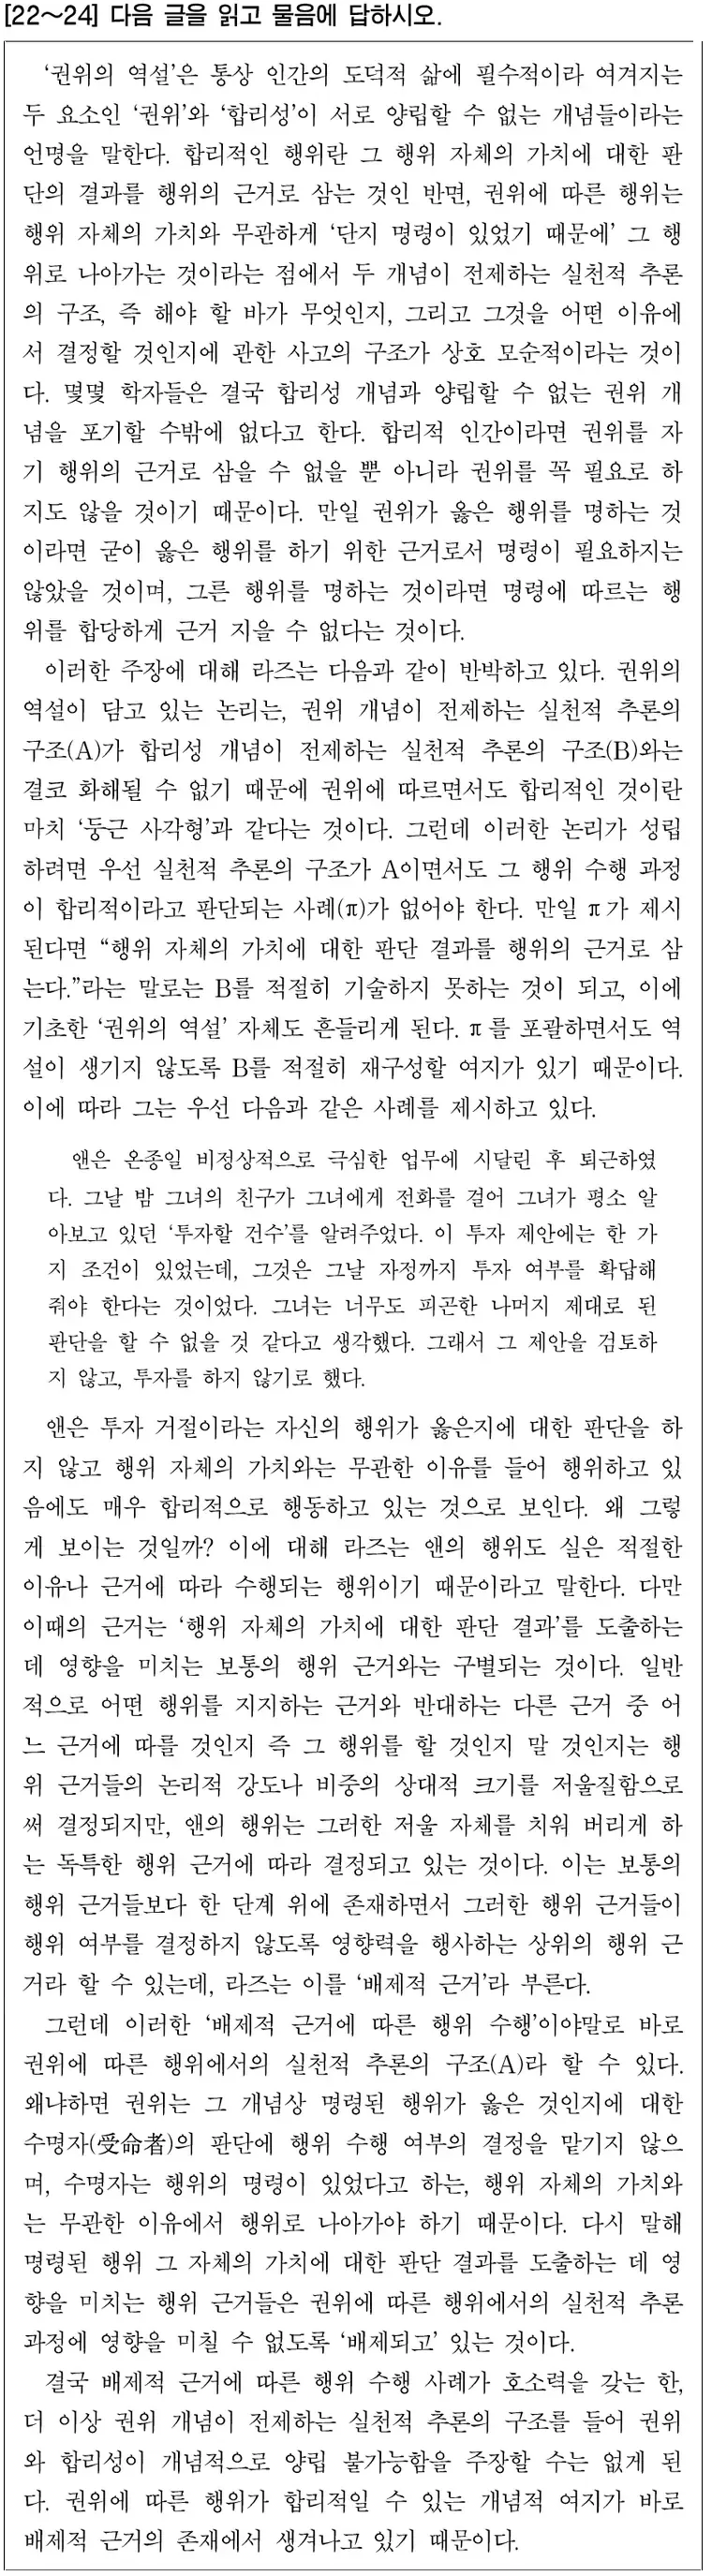 [22～24] 다음 글을 읽고 물음에 답하시오.
‘권위의 역설’은 통상 인간의 도덕적 삶에 필수적이라 여겨지는
두 요소인 ‘권위’와 ‘합리성’이 서로 양립할 수 없는 개념들이라는
언명을 말한다. 합리적인 행위란 그 행위 자체의 가치에 대한 판
단의 결과를 행위의 근거로 삼는 것인 반면, 권위에 따른 행위는
행위 자체의 가치와 무관하게 ‘단지 명령이 있었기 때문에’ 그 행
위로 나아가는 것이라는 점에서 두 개념이 전제하는 실천적 추론
의 구조, 즉 해야 할 바가 무엇인지, 그리고 그것을 어떤 이유에
서 결정할 것인지에 관한 사고의 구조가 상호 모순적이라는 것이
다. 몇몇 학자들은 결국 합리성 개념과 양립할 수 없는 권위 개
념을 포기할 수밖에 없다고 한다. 합리적 인간이라면 권위를 자
기 행위의 근거로 삼을 수 없을 뿐 아니라 권위를 꼭 필요로 하
지도 않을 것이기 때문이다. 만일 권위가 옳은 행위를 명하는 것
이라면 굳이 옳은 행위를 하기 위한 근거로서 명령이 필요하지는
않았을 것이며, 그른 행위를 명하는 것이라면 명령에 따르는 행
위를 합당하게 근거 지을 수 없다는 것이다.
이러한 주장에 대해 라즈는 다음과 같이 반박하고 있다. 권위의
역설이 담고 있는 논리는, 권위 개념이 전제하는 실천적 추론의
구조(A)가 합리성 개념이 전제하는 실천적 추론의 구조(B)와는
결코 화해될 수 없기 때문에 권위에 따르면서도 합리적인 것이란
마치 ‘둥근 사각형’과 같다는 것이다. 그런데 이러한 논리가 성립
하려면 우선 실천적 추론의 구조가 A이면서도 그 행위 수행 과정
이 합리적이라고 판단되는 사례(π)가 없어야 한다. 만일 π가 제시
된다면 “행위 자체의 가치에 대한 판단 결과를 행위의 근거로 삼
는다.”라는 말로는 B를 적절히 기술하지 못하는 것이 되고, 이에
기초한 ‘권위의 역설’ 자체도 흔들리게 된다. π를 포괄하면서도 역
설이 생기지 않도록 B를 적절히 재구성할 여지가 있기 때문이다.
이에 따라 그는 우선 다음과 같은 사례를 제시하고 있다.
앤은 온종일 비정상적으로 극심한 업무에 시달린 후 퇴근하였
다. 그날 밤 그녀의 친구가 그녀에게 전화를 걸어 그녀가 평소 알
아보고 있던 ‘투자할 건수’를 알려주었다. 이 투자 제안에는 한 가
지 조건이 있었는데, 그것은 그날 자정까지 투자 여부를 확답해
줘야 한다는 것이었다. 그녀는 너무도 피곤한 나머지 제대로 된
판단을 할 수 없을 것 같다고 생각했다. 그래서 그 제안을 검토하
지 않고, 투자를 하지 않기로 했다.
앤은 투자 거절이라는 자신의 행위가 옳은지에 대한 판단을 하
지 않고 행위 자체의 가치와는 무관한 이유를 들어 행위하고 있
음에도 매우 합리적으로 행동하고 있는 것으로 보인다. 왜 그렇
게 보이는 것일까? 이에 대해 라즈는 앤의 행위도 실은 적절한
이유나 근거에 따라 수행되는 행위이기 때문이라고 말한다. 다만
이때의 근거는 ‘행위 자체의 가치에 대한 판단 결과’를 도출하는
데 영향을 미치는 보통의 행위 근거와는 구별되는 것이다. 일반
적으로 어떤 행위를 지지하는 근거와 반대하는 다른 근거 중 어
느 근거에 따를 것인지 즉 그 행위를 할 것인지 말 것인지는 행
위 근거들의 논리적 강도나 비중의 상대적 크기를 저울질함으로
써 결정되지만, 앤의 행위는 그러한 저울 자체를 치워 버리게 하
는 독특한 행위 근거에 따라 결정되고 있는 것이다. 이는 보통의
행위 근거들보다 한 단계 위에 존재하면서 그러한 행위 근거들이
행위 여부를 결정하지 않도록 영향력을 행사하는 상위의 행위 근
거라 할 수 있는데, 라즈는 이를 ‘배제적 근거’라 부른다.
그런데 이러한 ‘배제적 근거에 따른 행위 수행’이야말로 바로
권위에 따른 행위에서의 실천적 추론의 구조(A)라 할 수 있다.
왜냐하면 권위는 그 개념상 명령된 행위가 옳은 것인지에 대한
수명자(受命者)의 판단에 행위 수행 여부의 결정을 맡기지 않으
며, 수명자는 행위의 명령이 있었다고 하는, 행위 자체의 가치와
는 무관한 이유에서 행위로 나아가야 하기 때문이다. 다시 말해
명령된 행위 그 자체의 가치에 대한 판단 결과를 도출하는 데 영
향을 미치는 행위 근거들은 권위에 따른 행위에서의 실천적 추론
과정에 영향을 미칠 수 없도록 ‘배제되고’ 있는 것이다.
결국 배제적 근거에 따른 행위 수행 사례가 호소력을 갖는 한,
더 이상 권위 개념이 전제하는 실천적 추론의 구조를 들어 권위
와 합리성이 개념적으로 양립 불가능함을 주장할 수는 없게 된
다. 권위에 따른 행위가 합리적일 수 있는 개념적 여지가 바로
배제적 근거의 존재에서 생겨나고 있기 때문이다.